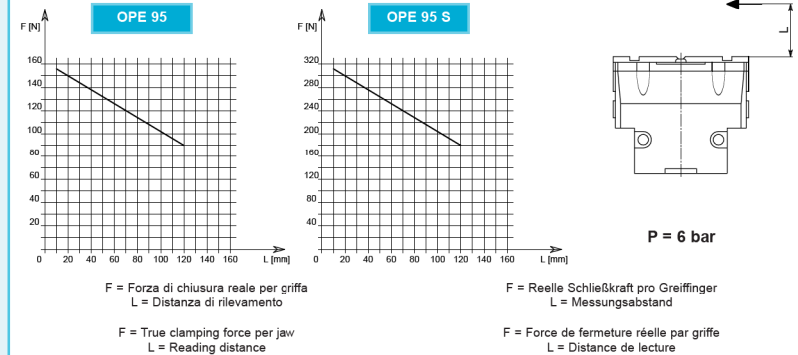 OPE 95
OPE 95 S
F [N]
160
140
120
100
80
60
40
20
0 20 40 60 80 100 120 140 160 L [mm]
F [N]
320
280
240
200
160
120
80
40
0 20 40 60 80 100 120 140 160 L [mm]
L
P = 6 bar
F = Forza di chiusura reale per griffa
L = Distanza di rilevamento
F = True clamping force per jaw
L = Reading distance
F = Reelle Schließkraft pro Greiffinger
L = Messungsabstand
F = Force de fermeture réelle par griffe
L = Distance de lecture